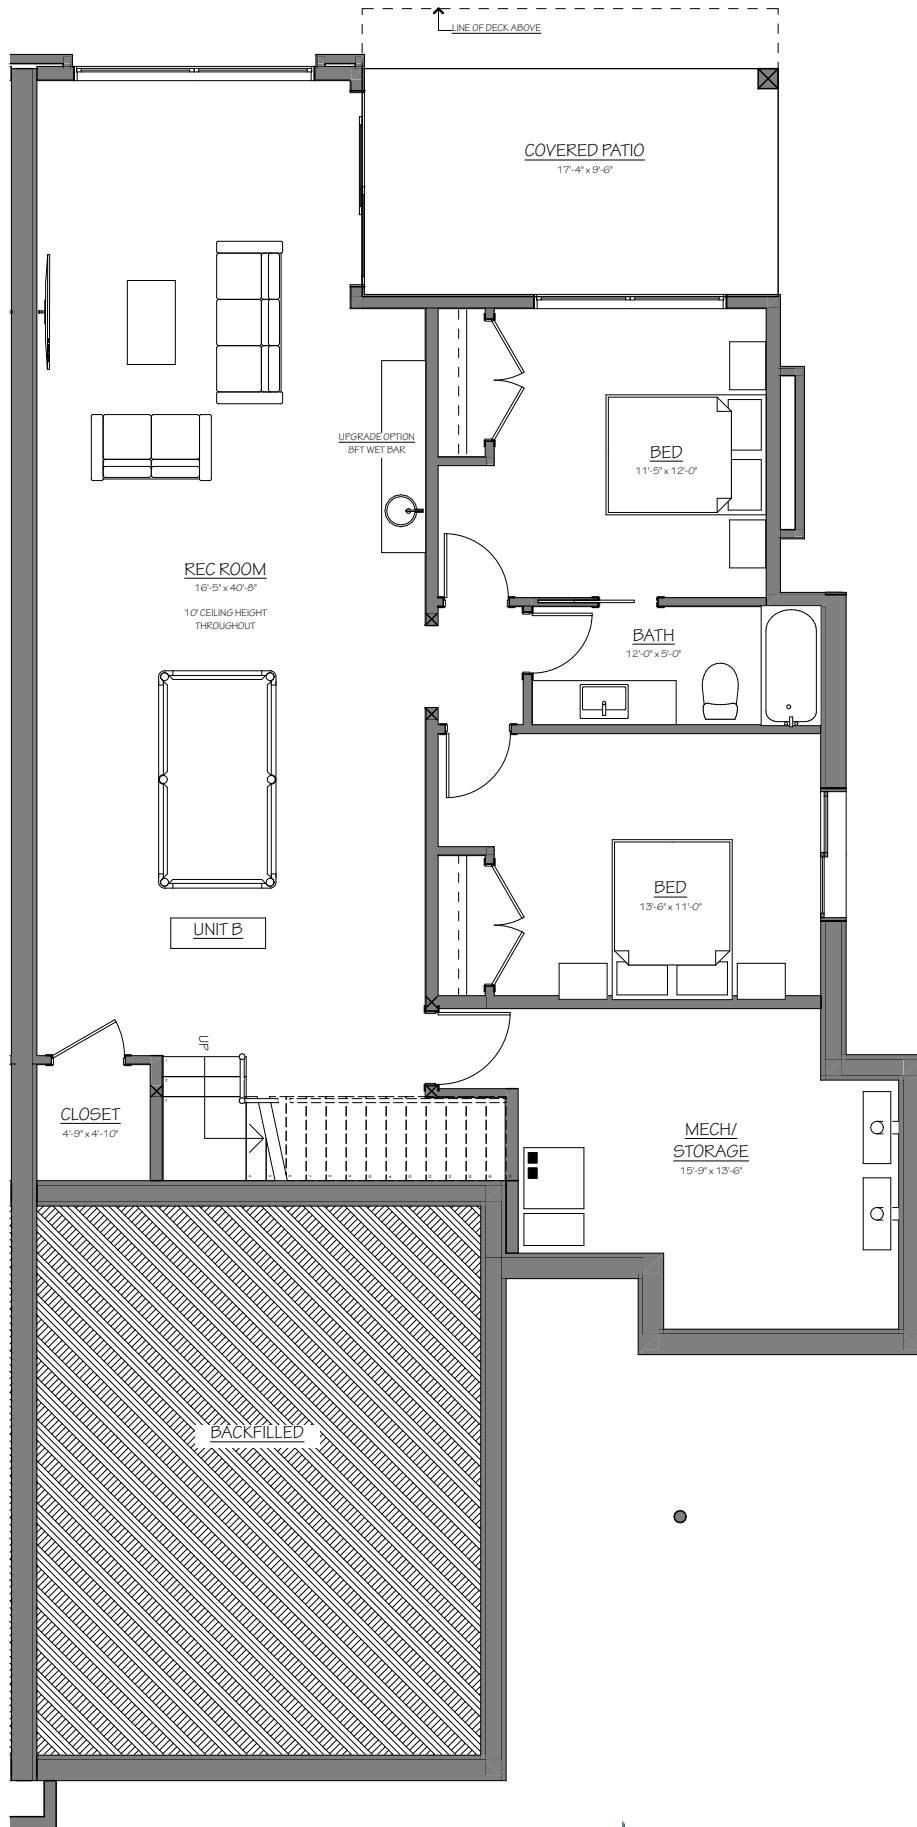 LINE OF DECK ABOVE
COVERED PATIO
17'-4" x 9'-6"
UPGRADE OPTION
8FT WET BAR
BED
11'-5" x 12'-0"
REC ROOM
16'-5" x 40'-8"
10' CEILING HEIGHT
THROUGHOUT
BATH
12'-0" x 5'-0"
BED
13'-6" x 11'-0"
UNIT B
UP
CLOSET
4'-9" x 4'-10"
MECH/
STORAGE
15'-9" x 13'-6"
BACKFILLED